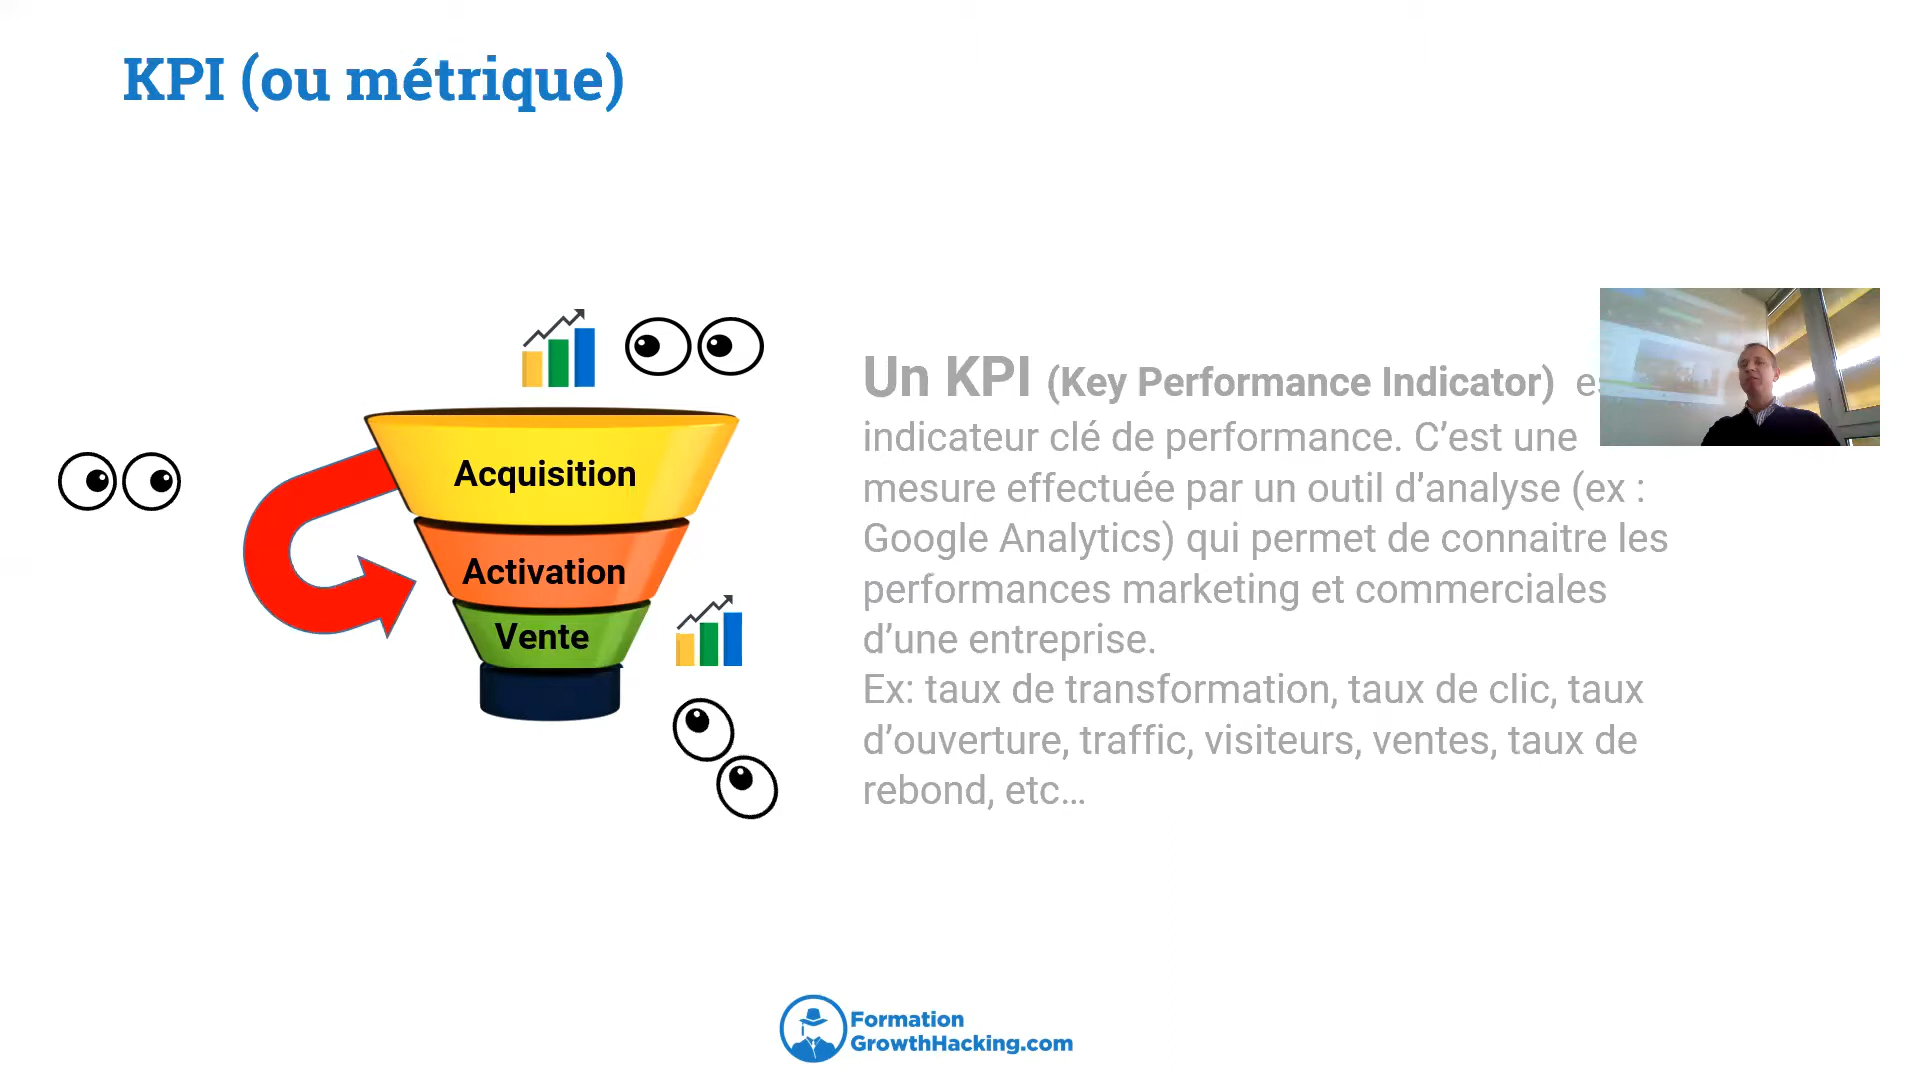 KPI (ou métrique)
Acquisition
Activation
Vente
Un KPI (Key Performance Indicator)
indicateur clé de performance. C’est une
mesure effectuée par un outil d’analyse (ex :
Google Analytics) qui permet de connaitre les
performances marketing et commerciales
d’une entreprise.
Ex: taux de transformation, taux de clic, taux
d’ouverture, traffic, visiteurs, ventes, taux de
rebond, etc…
Formation
GrowthHacking.com